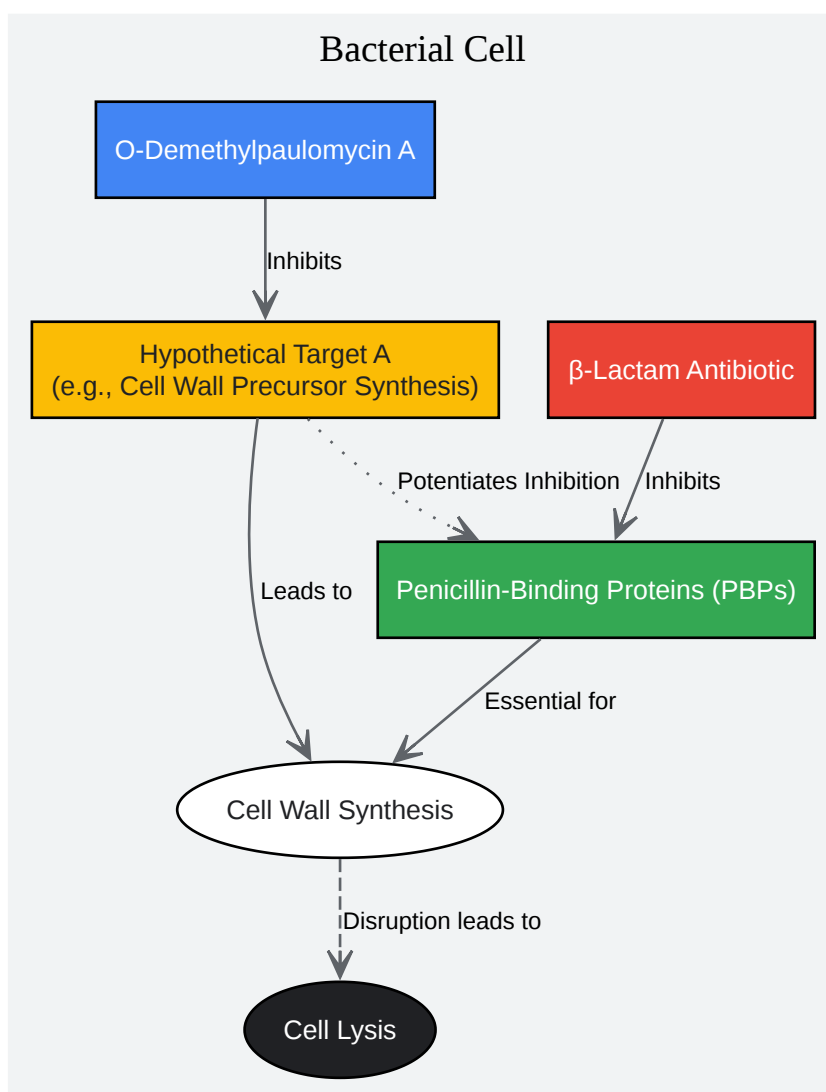 Bacterial Cell
O-Demethylpaulomycin A
Inhibits
Hypothetical Target A
(e.g., Cell Wall Precursor Synthesis)
β-Lactam Antibiotic
Potentiates Inhibition
Inhibits
Leads to
Penicillin-Binding Proteins (PBPs)
Essential for
Cell Wall Synthesis
Disruption leads to
Cell Lysis